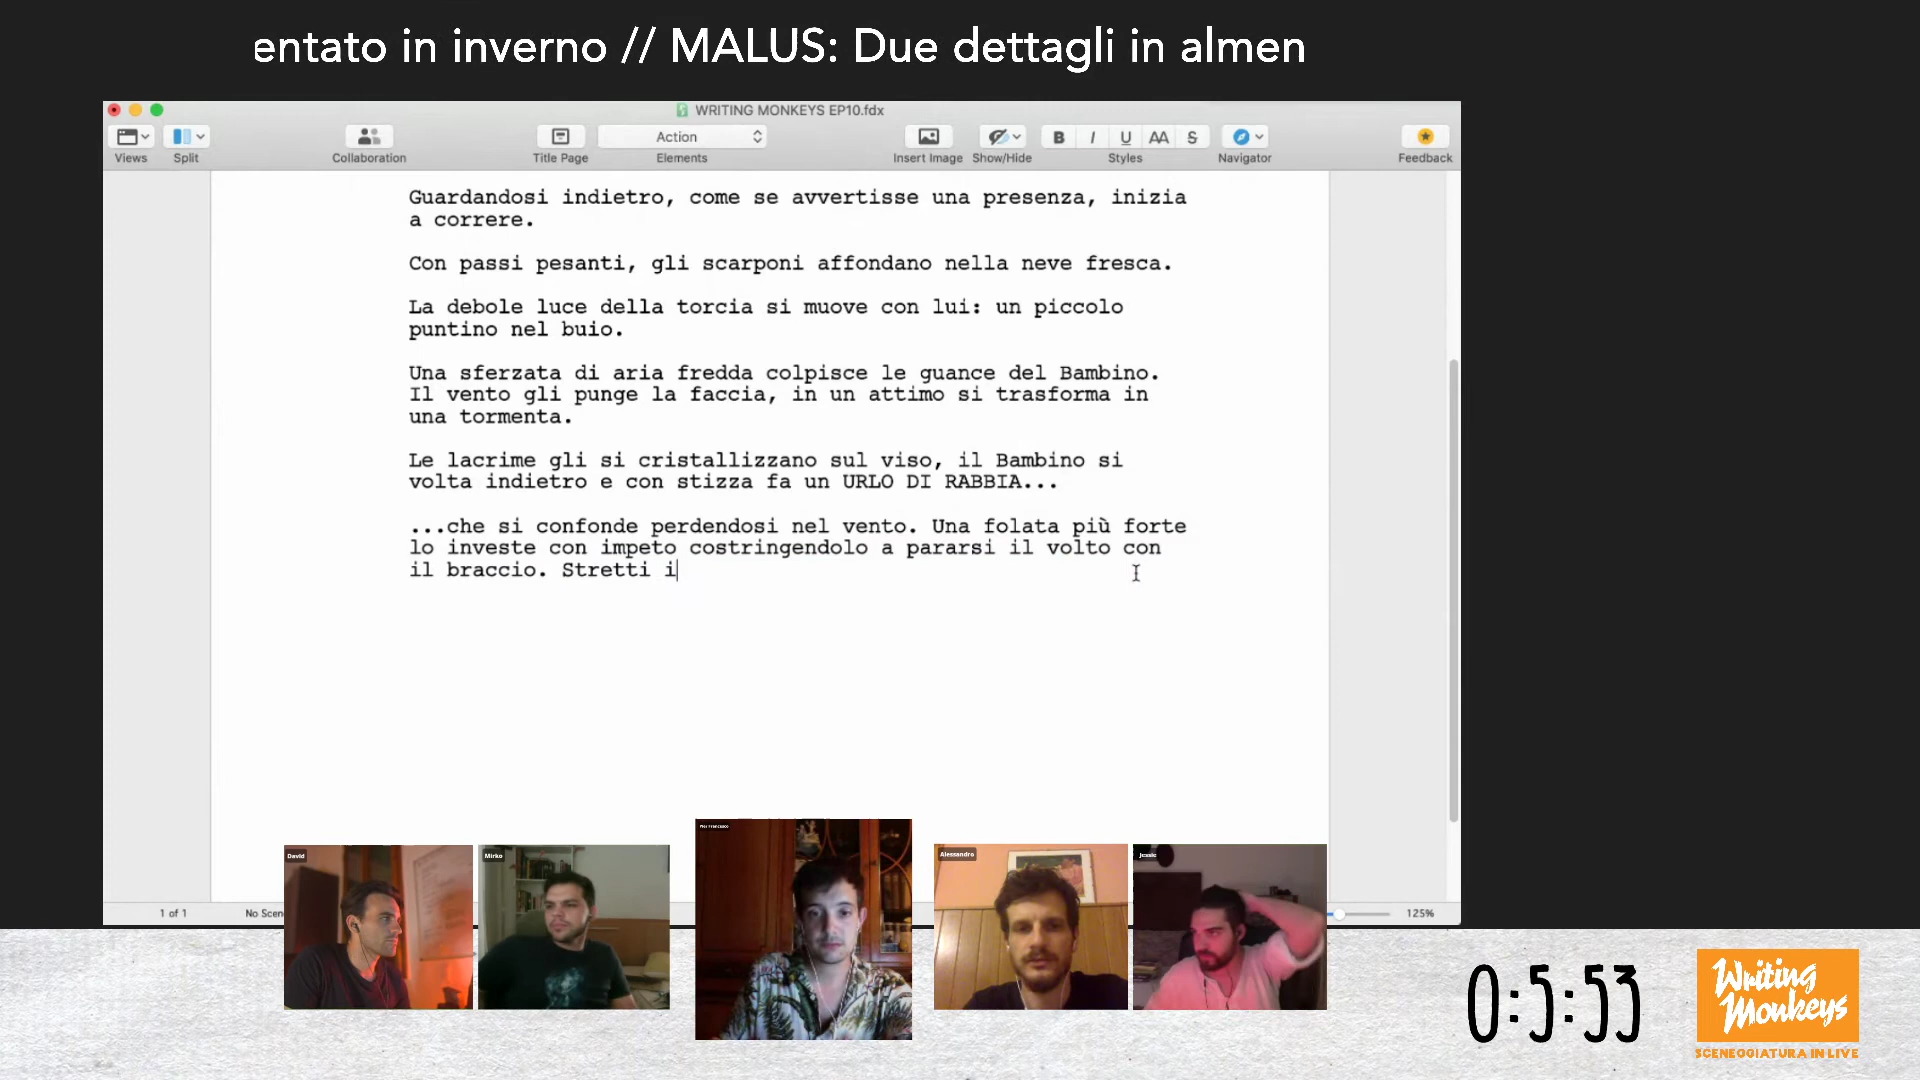 entato in inverno // MALUS: Due dettagli in almen
WRITING MONKEYS EP10.fdx
Views
Split
Collaboration
Title Page
Action
Elements
Insert Image
Show/Hide
B I U AA S
Styles
Navigator
Feedback
Guardandosi indietro, come se avvertisse una presenza, inizia
a correre.
Con passi pesanti, gli scarponi affondano nella neve fresca.
La debole luce della torcia si muove con lui: un piccolo
puntino nel buio.
Una sferzata di aria fredda colpisce le guance del Bambino.
Il vento gli punge la faccia, in un attimo si trasforma in
una tormenta.
Le lacrime gli si cristallizzano sul viso, il Bambino si
volta indietro e con stizza fa un URLO DI RABBIA...
...che si confonde perdendosi nel vento. Una folata più forte
lo investe con impeto costringendolo a pararsi il volto con
il braccio. Stretti i
1 of 1
No Scen
125%
David
Mirko
Pier Francesco
Alessandro
Jessie
0:5:53
Writing
Monkeys
SCENEGGIATURA IN LIVE